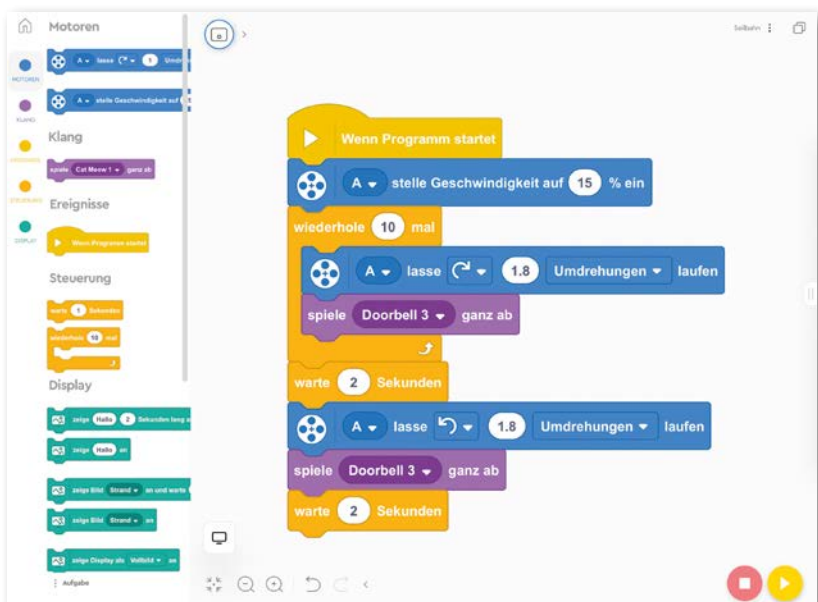 Motoren
Seilbahn
A lasse 1 Umdre
MOTOREN
A stelle Geschwindigkeit auf
KLANG
Klang
spiele Cat Meow 1 ganz ab
EREIGNISSE
Ereignisse
STEUERUNG
Wenn Programm startet
DISPLAY
Steuerung
warte 1 Sekunden
wiederhole 10 mal
Display
zeige Hallo 2 Sekunden lang a
zeige Hallo an
zeige Bild Strand an und warte
zeige Bild Strand an
zeige Display als Vollbild an
Aufgabe
Wenn Programm startet
A stelle Geschwindigkeit auf 15 % ein
wiederhole 10 mal
A lasse 1.8 Umdrehungen laufen
spiele Doorbell 3 ganz ab
warte 2 Sekunden
A lasse 1.8 Umdrehungen laufen
spiele Doorbell 3 ganz ab
warte 2 Sekunden